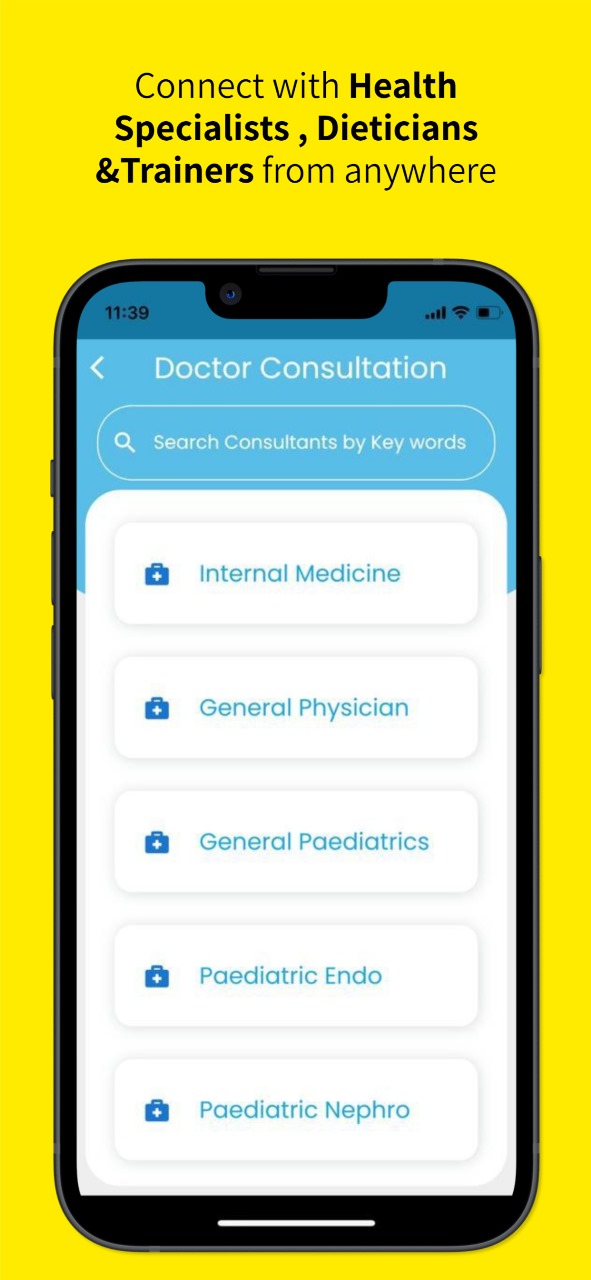 Connect with Health
Specialists , Dieticians
&Trainers from anywhere
11:39
Doctor Consultation
Search Consultants by Key words
Internal Medicine
General Physician
General Paediatrics
Paediatric Endo
Paediatric Nephro